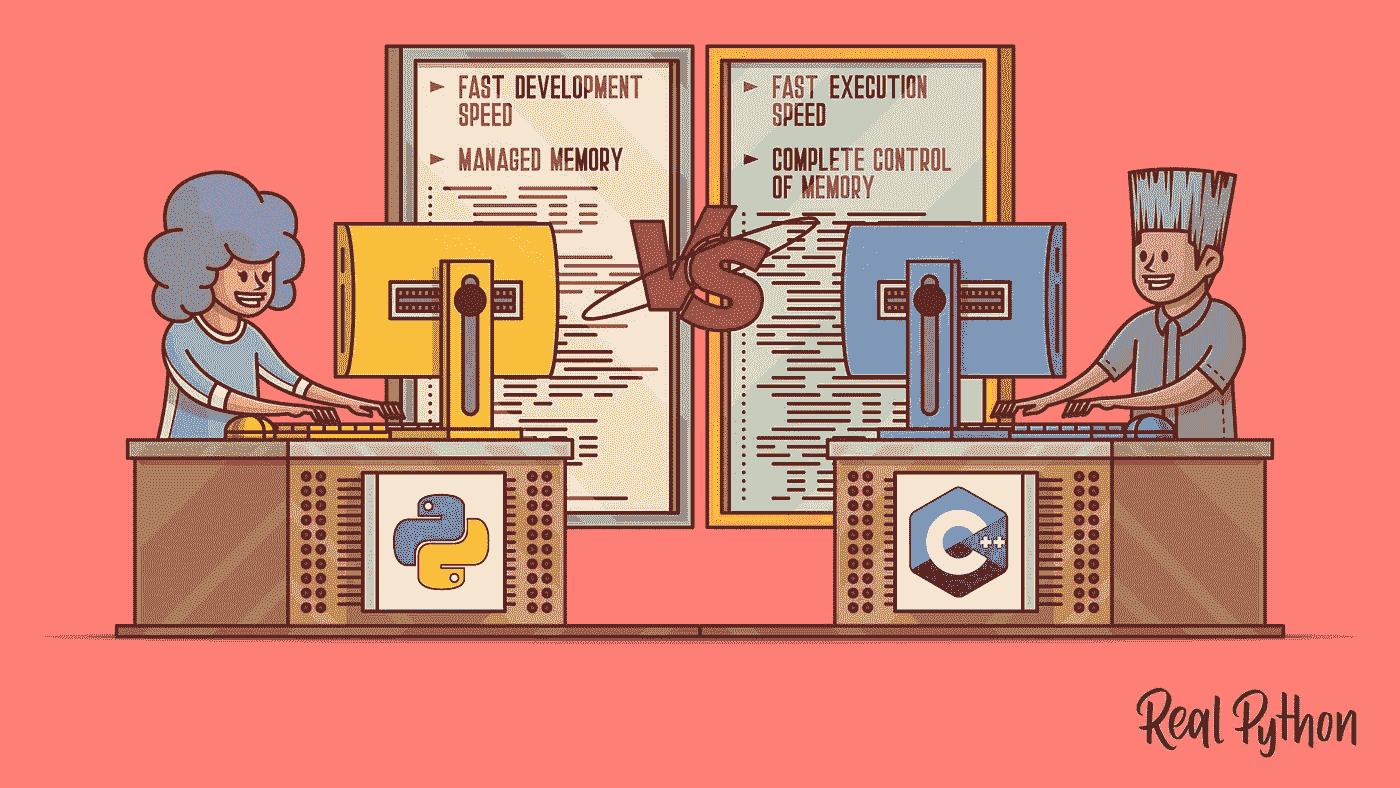 FAST DEVELOPMENT
SPEED
MANAGED MEMORY
FAST EXECUTION
SPEED
COMPLETE CONTROL
OF MEMORY
VS
C++
Real Python